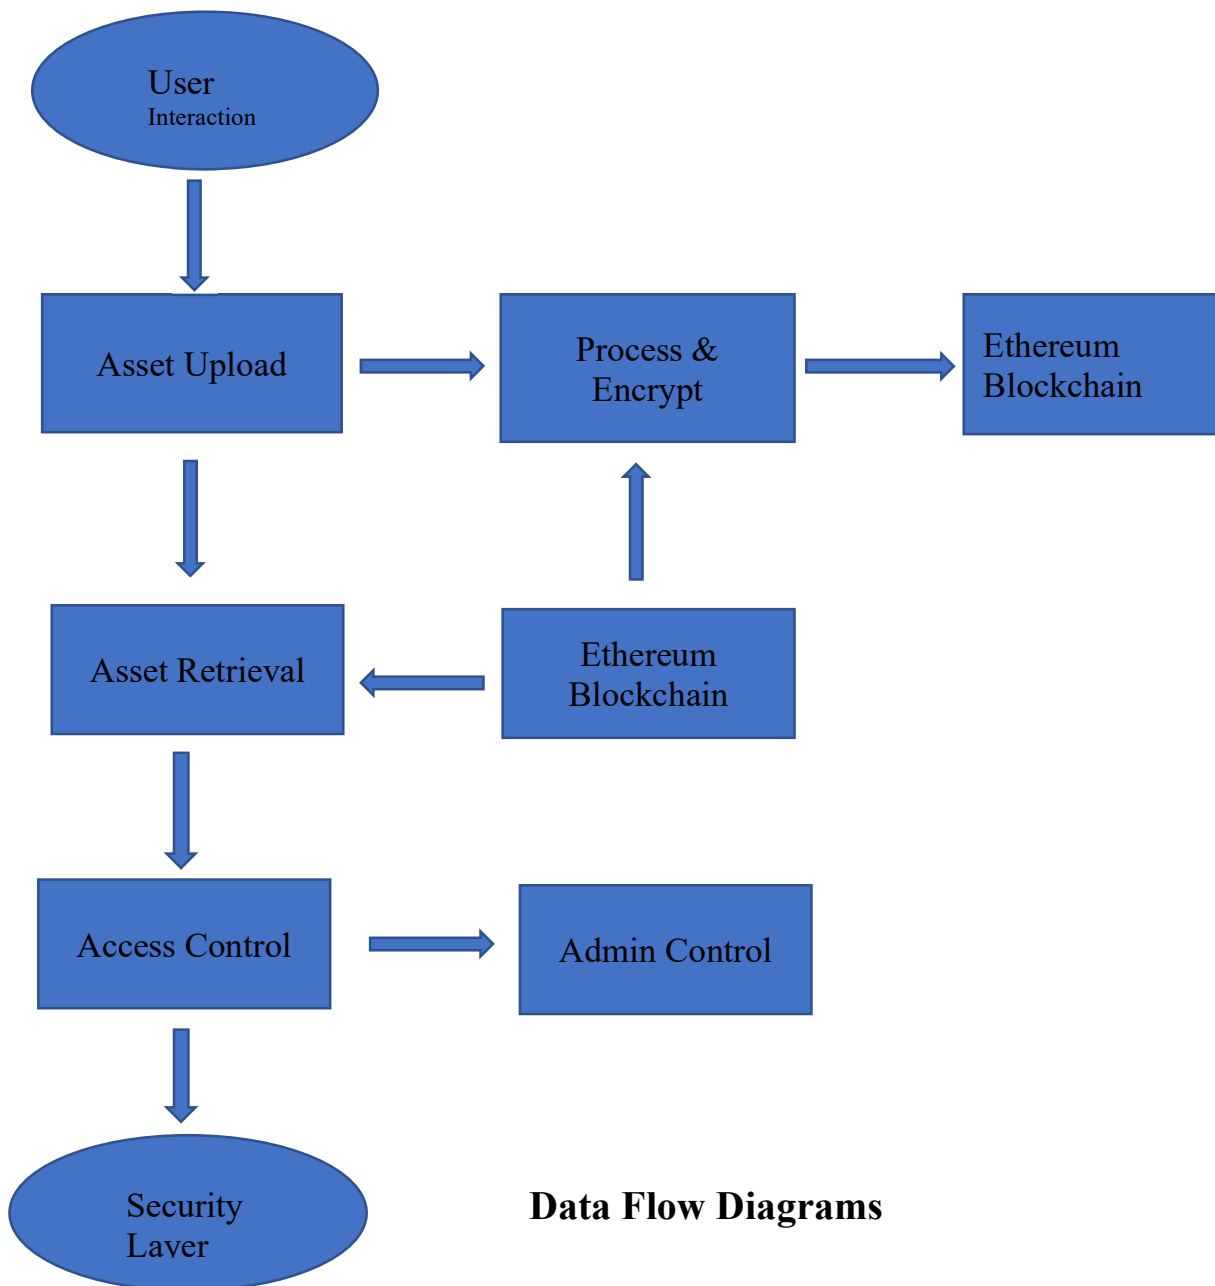 User
Interaction
Asset Upload
Process &
Encrypt
Ethereum
Blockchain
Asset Retrieval
Ethereum
Blockchain
Access Control
Admin Control
Security
Layer
Data Flow Diagrams